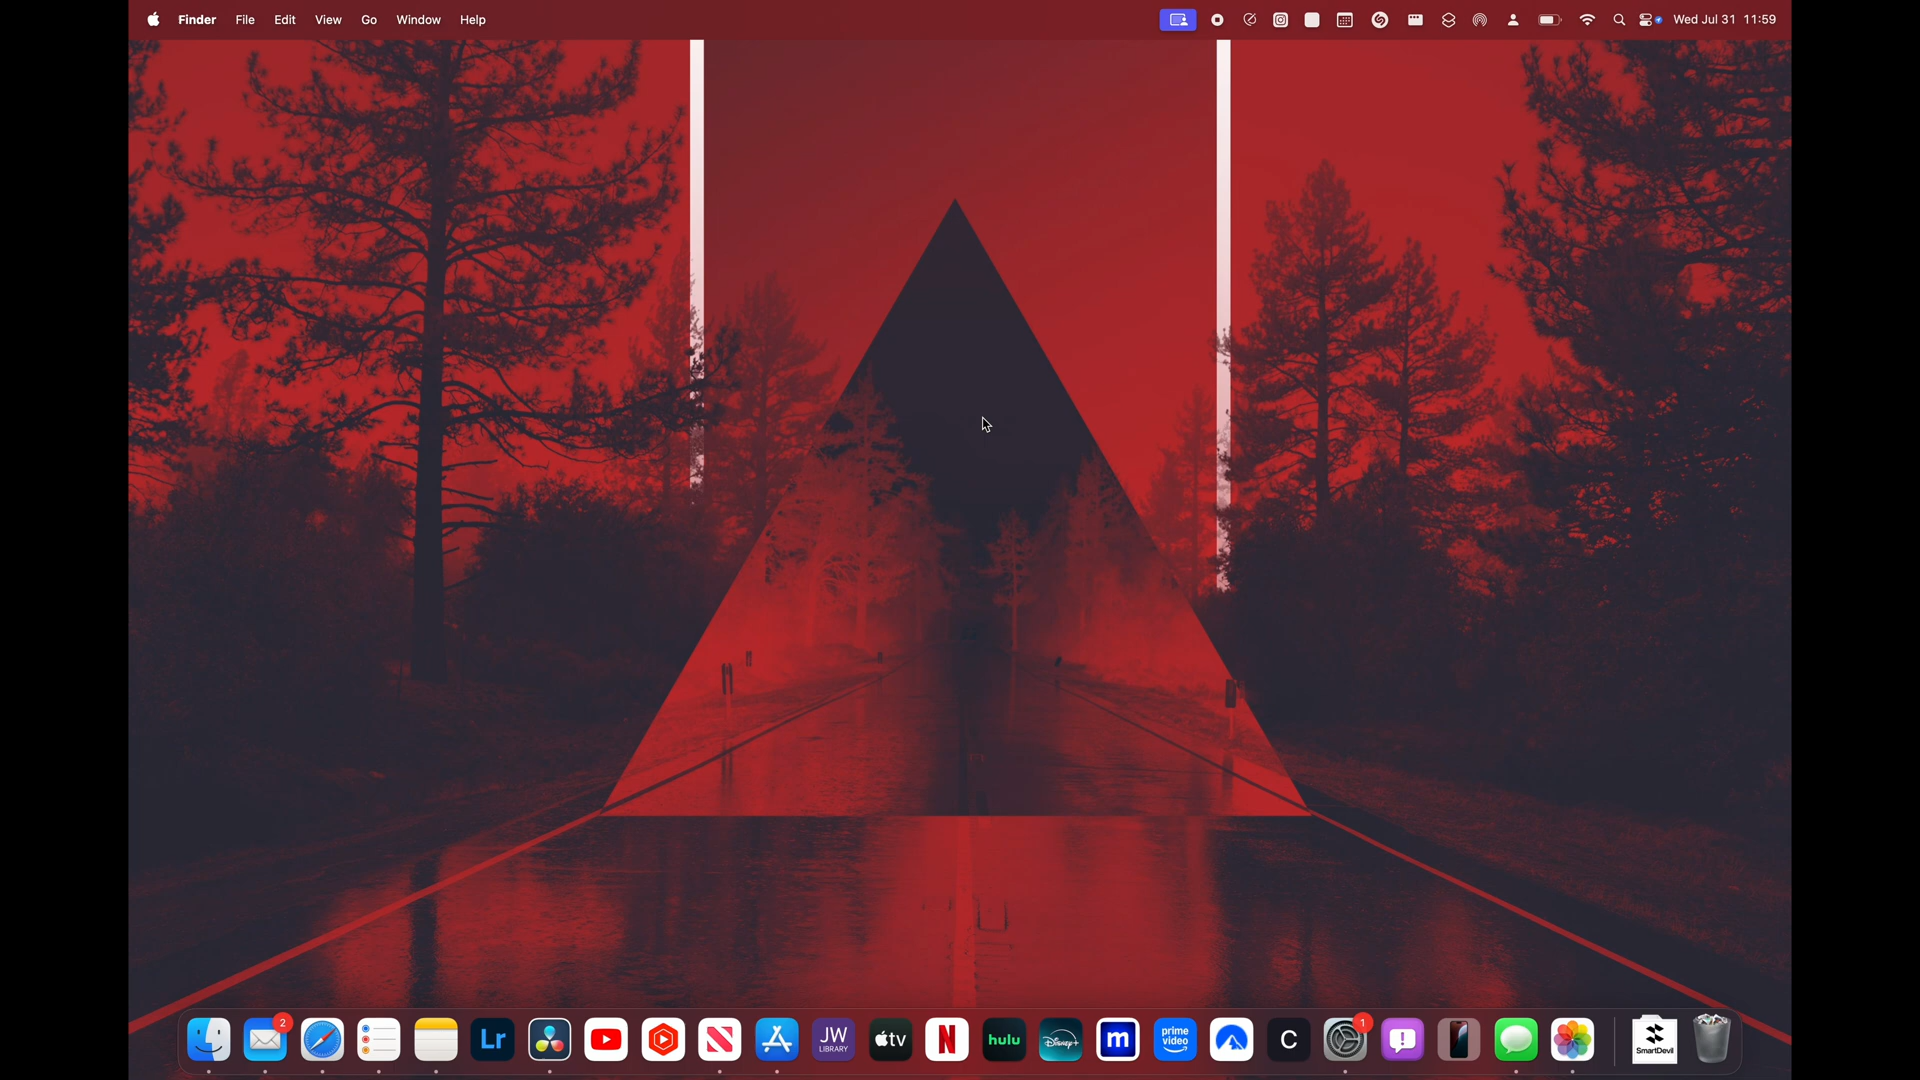 Finder File Edit View Go Window Help Wed Jul 31 11:59
2 Lr JW LIBRARY tv N hulu Disney+ m prime video C 1 SmartDevil